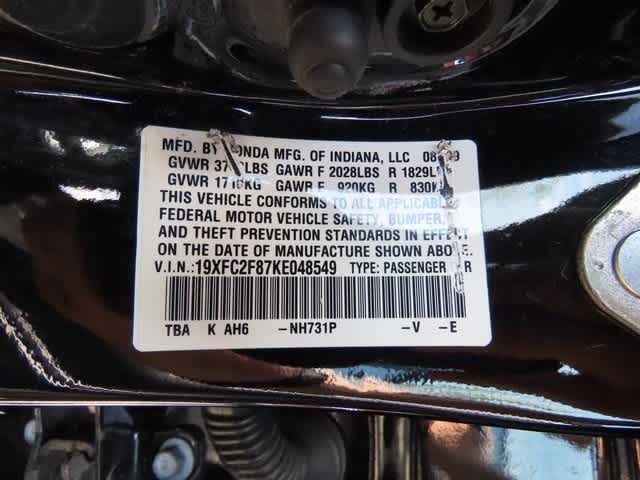 MFD. BY HONDA MFG. OF INDIANA, LLC
GAWR F 2028LBS R
GVWR GAWR F 920KG R
THIS VEHICLE CONFORMS TO ALL APPLICABLE
FEDERAL MOTOR VEHICLE SAFETY, BUMPER,
AND THEFT PREVENTION STANDARDS IN EFFECT
ON THE DATE OF MANUFACTURE SHOWN ABOVE.
V.I.N.:19XFC2F87KE048549 TYPE: PASSENGER
TBA K AH6 -NH731P -V -E